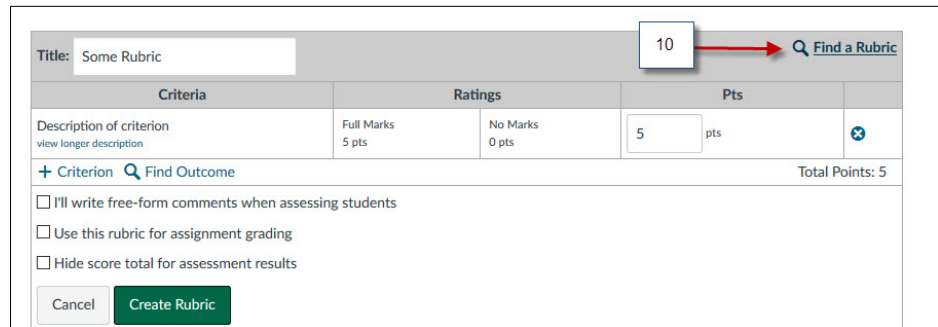 10
Title: Some Rubric Find a Rubric
Criteria Ratings Pts
Description of criterion Full Marks No Marks
view longer description 5 pts 0 pts 5 pts
+ Criterion Find Outcome Total Points: 5
I'll write free-form comments when assessing students
Use this rubric for assignment grading
Hide score total for assessment results
Cancel Create Rubric